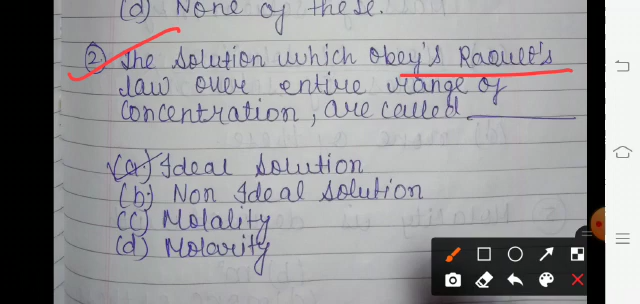 (d) None of these.
② The solution which obey's Raoult's
law over entire range of
Concentration, are called ______
(a) Ideal solution
(b) Non Ideal solution
(c) Molality
(d) Molarity